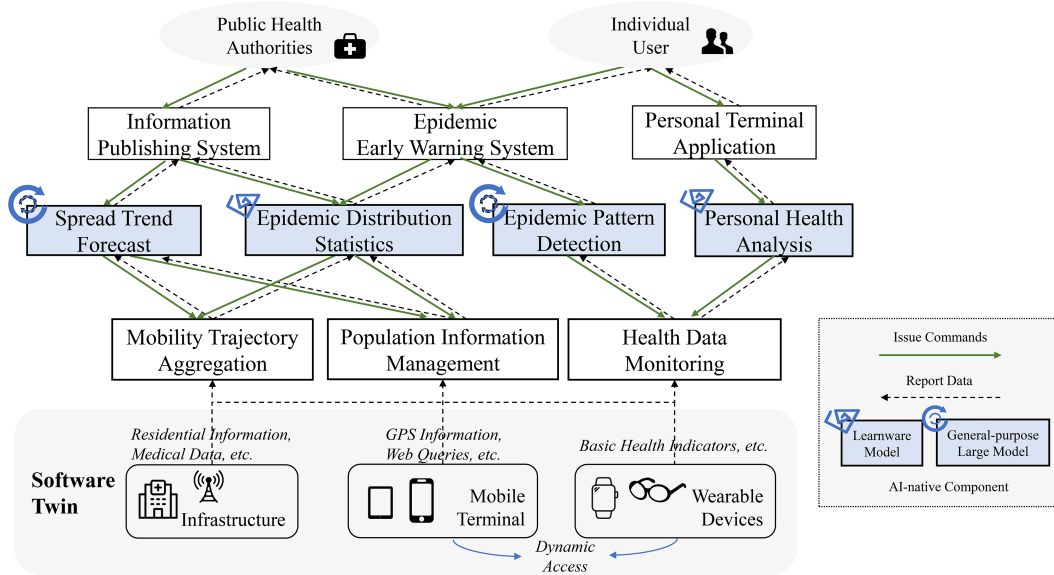 Public Health
Authorities
Individual
User
Information
Publishing System
Epidemic
Early Warning System
Personal Terminal
Application
Spread Trend
Forecast
Epidemic Distribution
Statistics
Epidemic Pattern
Detection
Personal Health
Analysis
Mobility Trajectory
Aggregation
Population Information
Management
Health Data
Monitoring
Issue Commands
Report Data
Learnware
Model
General-purpose
Large Model
AI-native Component
Residential Information,
Medical Data, etc.
GPS Information,
Web Queries, etc.
Basic Health Indicators, etc.
Software
Twin
Infrastructure
Mobile
Terminal
Wearable
Devices
Dynamic
Access